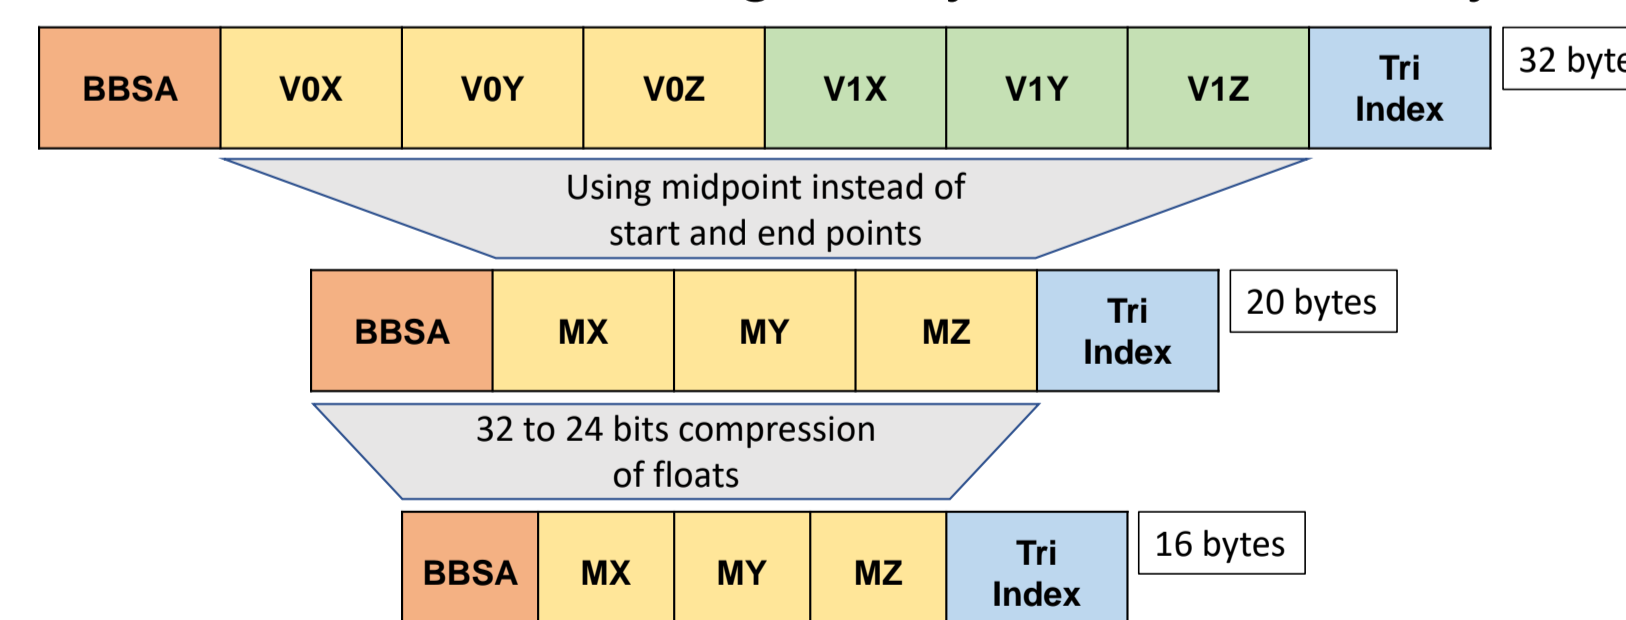 BBSA V0X V0Y V0Z V1X V1Y V1Z Tri
Index
32 byte
Using midpoint instead of
start and end points
BBSA MX MY MZ Tri
Index
20 bytes
32 to 24 bits compression
of floats
BBSA MX MY MZ Tri
Index
16 bytes